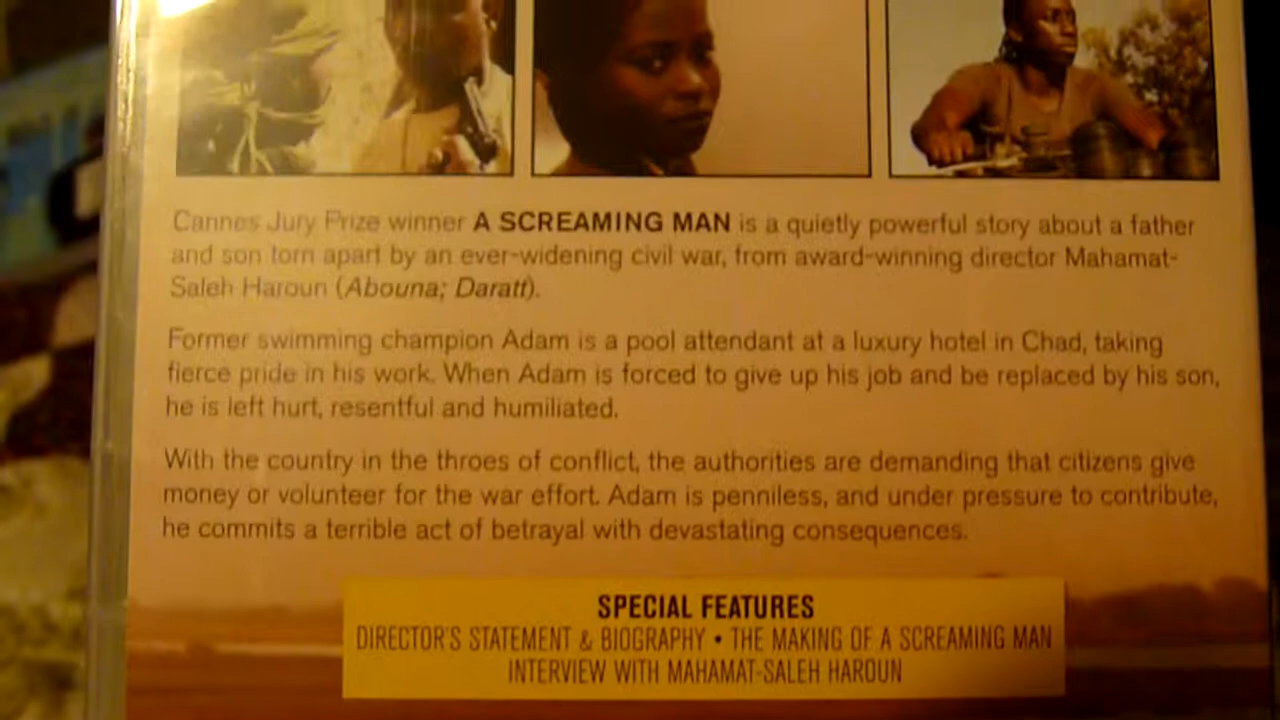 Cannes Jury Prize winner A SCREAMING MAN is a quietly powerful story about a father
and son torn apart by an ever-widening civil war, from award-winning director Mahamat-
Saleh Haroun (Abouna; Daratt).
Former swimming champion Adam is a pool attendant at a luxury hotel in Chad, taking
fierce pride in his work. When Adam is forced to give up his job and be replaced by his son,
he is left hurt, resentful and humiliated.
With the country in the throes of conflict, the authorities are demanding that citizens give
money or volunteer for the war effort. Adam is penniless, and under pressure to contribute,
he commits a terrible act of betrayal with devastating consequences.
SPECIAL FEATURES
DIRECTOR'S STATEMENT & BIOGRAPHY • THE MAKING OF A SCREAMING MAN
INTERVIEW WITH MAHAMAT-SALEH HAROUN